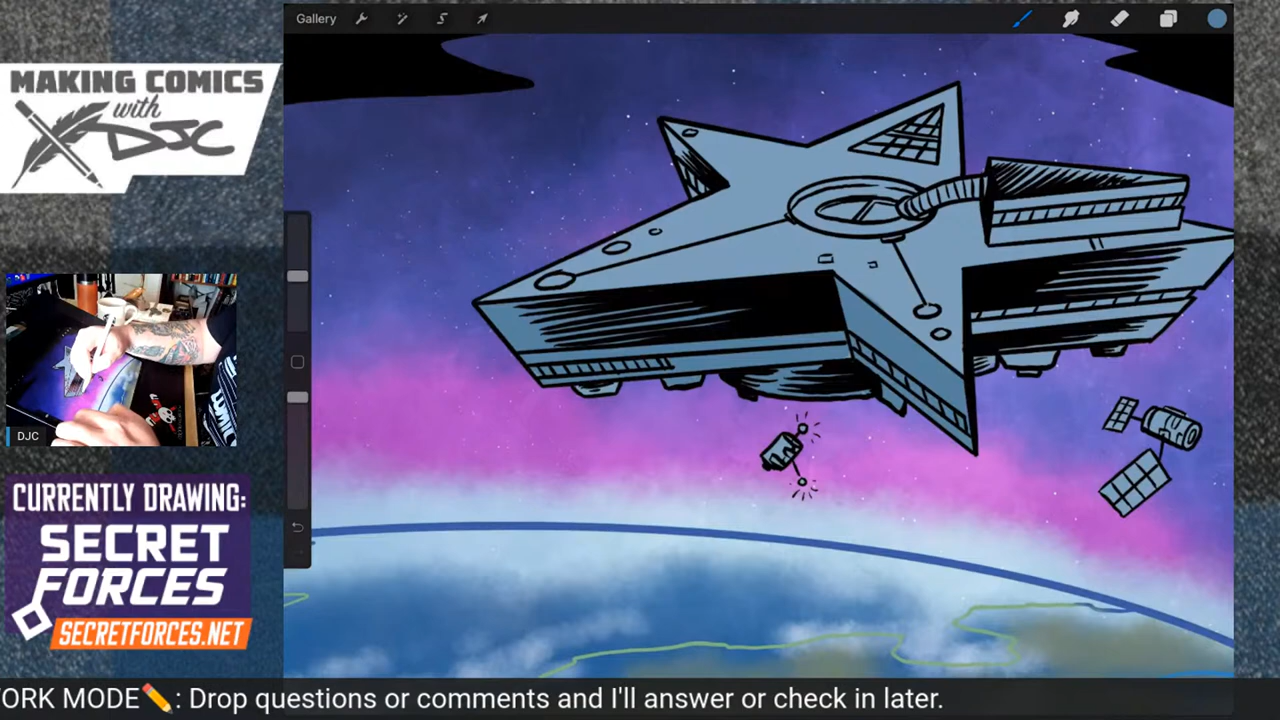 Gallery
MAKING COMICS
with
DJC
DJC
CURRENTLY DRAWING:
SECRET
FORCES
SECRETFORCES.NET
ORK MODE✏️: Drop questions or comments and I'll answer or check in later.